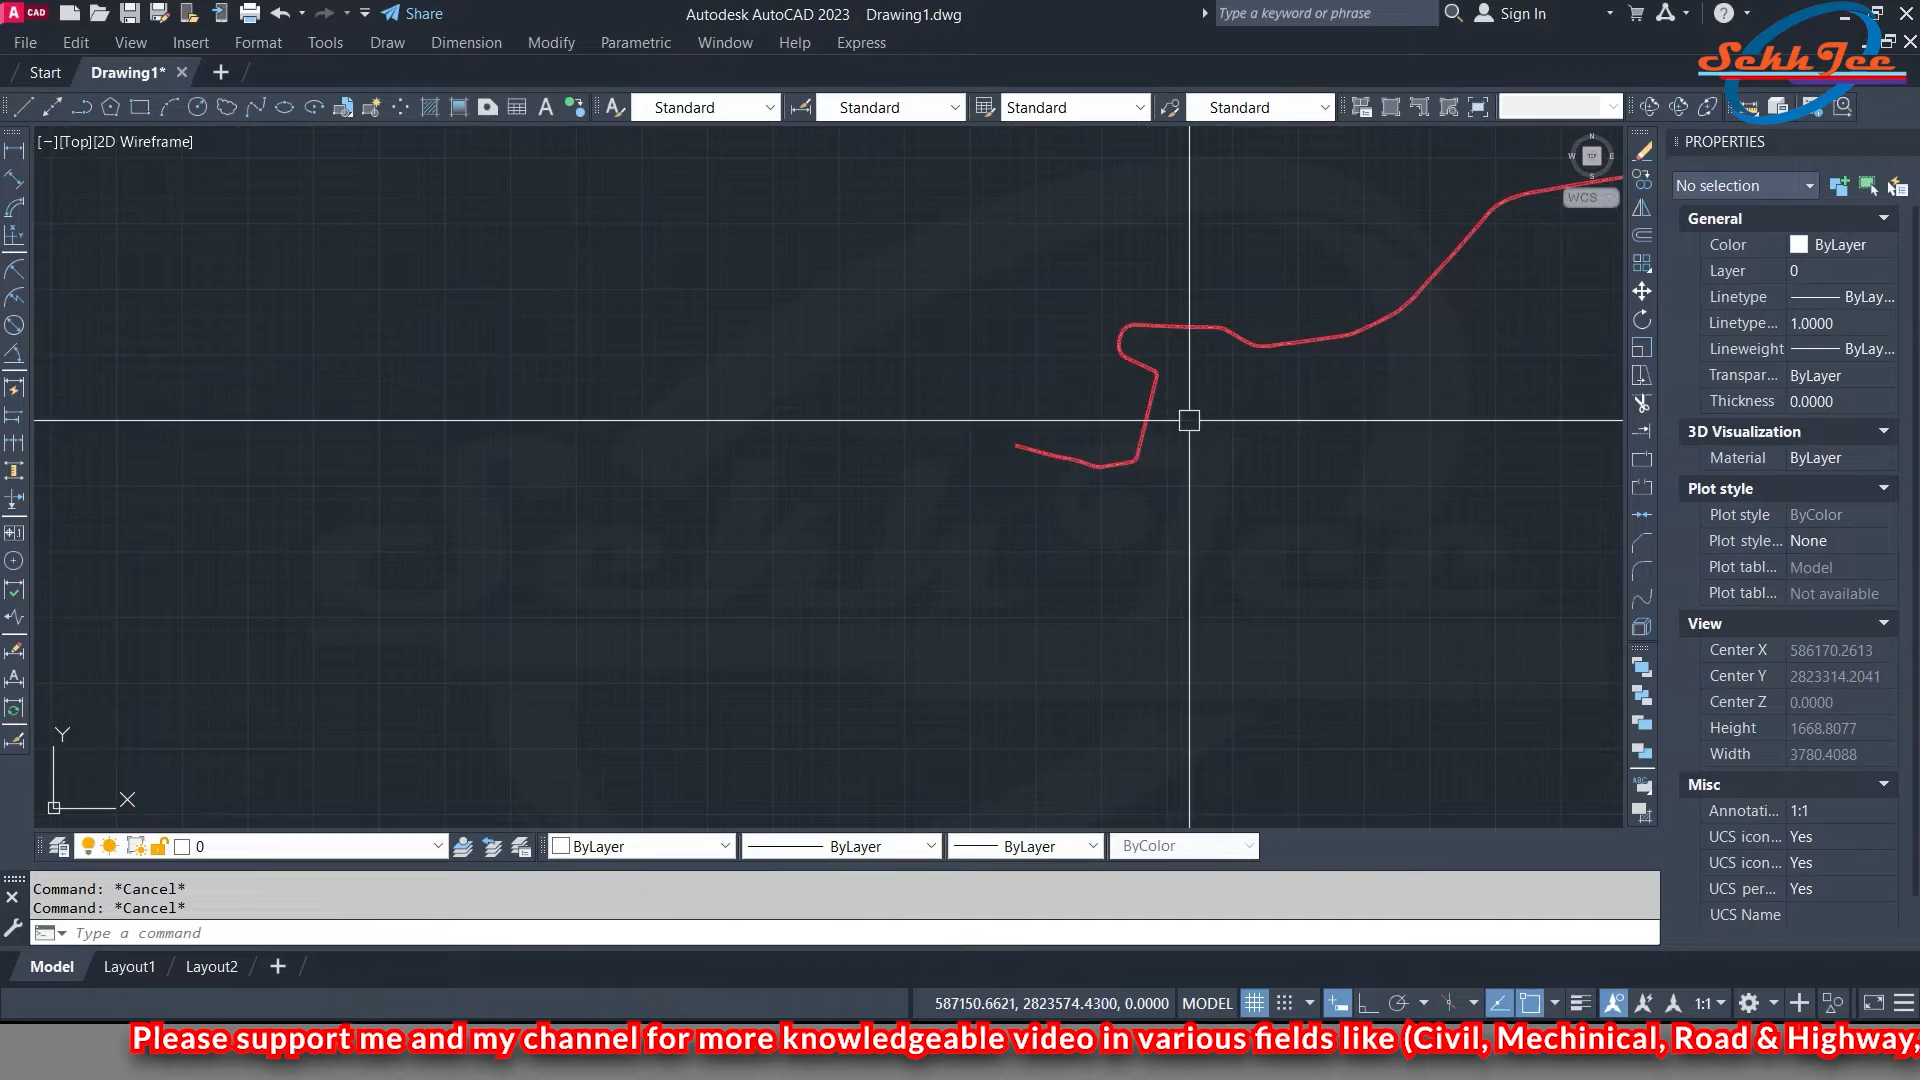 A CAD
Share
Autodesk AutoCAD 2023 Drawing1.dwg
Type a keyword or phrase
Sign In
File Edit View Insert Format Tools Draw Dimension Modify Parametric Window Help Express
SekhTec
Start Drawing1*
Standard Standard Standard Standard
[−][Top][2D Wireframe]
N
W TOP E
S
WCS
PROPERTIES
No selection
General
Color ByLayer
Layer 0
Linetype ByLay...
Linetype... 1.0000
Lineweight ByLay...
Transpar... ByLayer
Thickness 0.0000
3D Visualization
Material ByLayer
Plot style
Plot style ByColor
Plot style... None
Plot tabl... Model
Plot tabl... Not available
View
Center X 586170.2613
Center Y 2823314.2041
Center Z 0.0000
Height 1668.8077
Width 3780.4088
Misc
Annotati... 1:1
UCS icon... Yes
UCS icon... Yes
UCS per... Yes
UCS Name
Y
X
0 ByLayer ByLayer ByLayer ByColor
Command: *Cancel*
Command: *Cancel*
Type a command
Model Layout1 Layout2
587150.6621, 2823574.4300, 0.0000 MODEL 1:1
Please support me and my channel for more knowledgeable video in various fields like (Civil, Mechinical, Road & Highway,